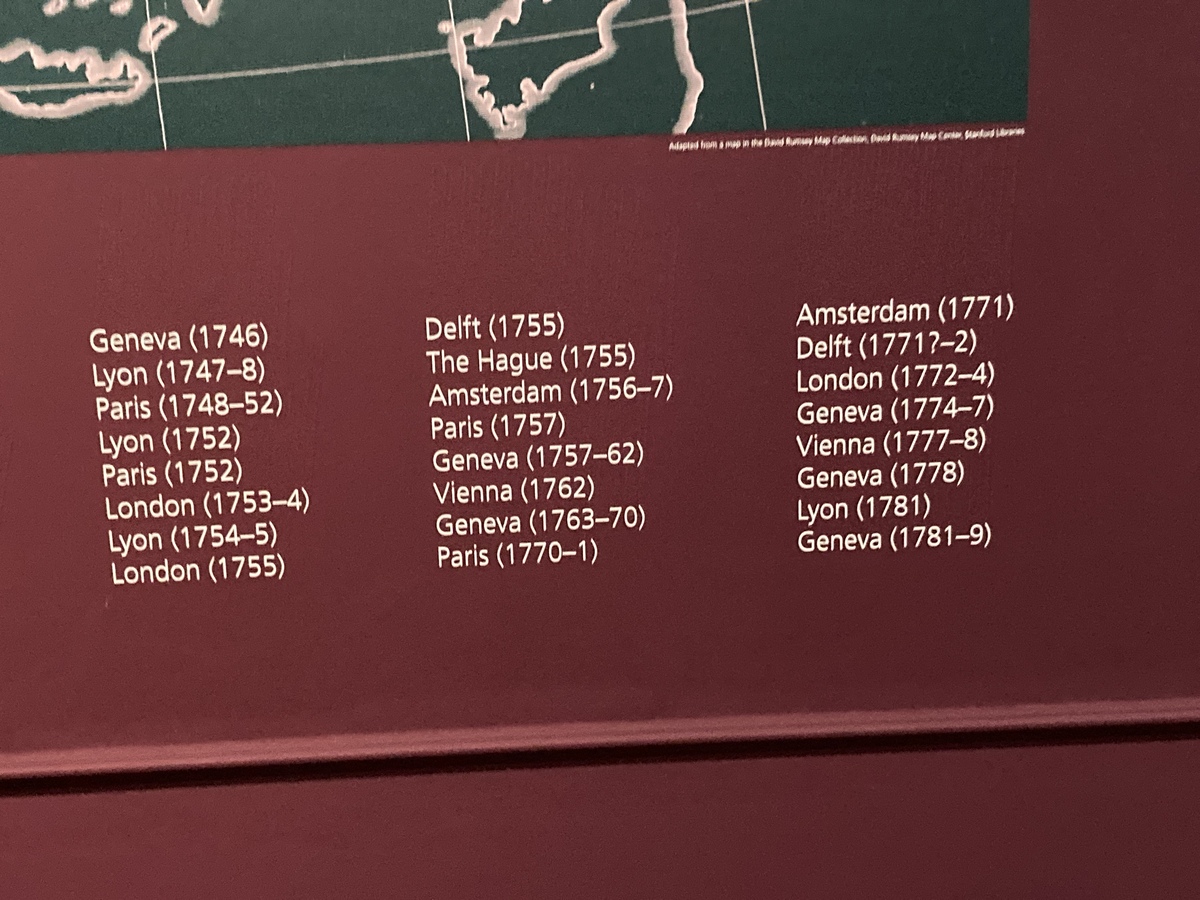 Adapted from a map in the David Rumsey Map Collection, David Rumsey Map Center, Stanford Libraries
Geneva (1746)
Lyon (1747–8)
Paris (1748–52)
Lyon (1752)
Paris (1752)
London (1753–4)
Lyon (1754–5)
London (1755)
Delft (1755)
The Hague (1755)
Amsterdam (1756–7)
Paris (1757)
Geneva (1757–62)
Vienna (1762)
Geneva (1763–70)
Paris (1770–1)
Amsterdam (1771)
Delft (1771?–2)
London (1772–4)
Geneva (1774–7)
Vienna (1777–8)
Geneva (1778)
Lyon (1781)
Geneva (1781–9)